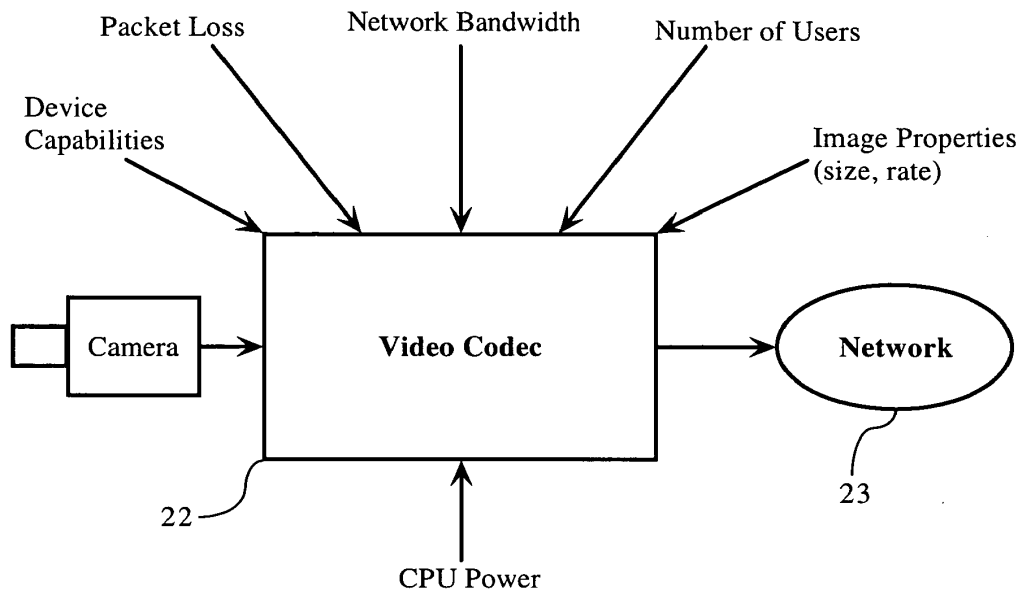 Packet Loss
Network Bandwidth
Number of Users
Device
Capabilities
Image Properties
(size, rate)
Camera
Video Codec
Network
22
23
CPU Power